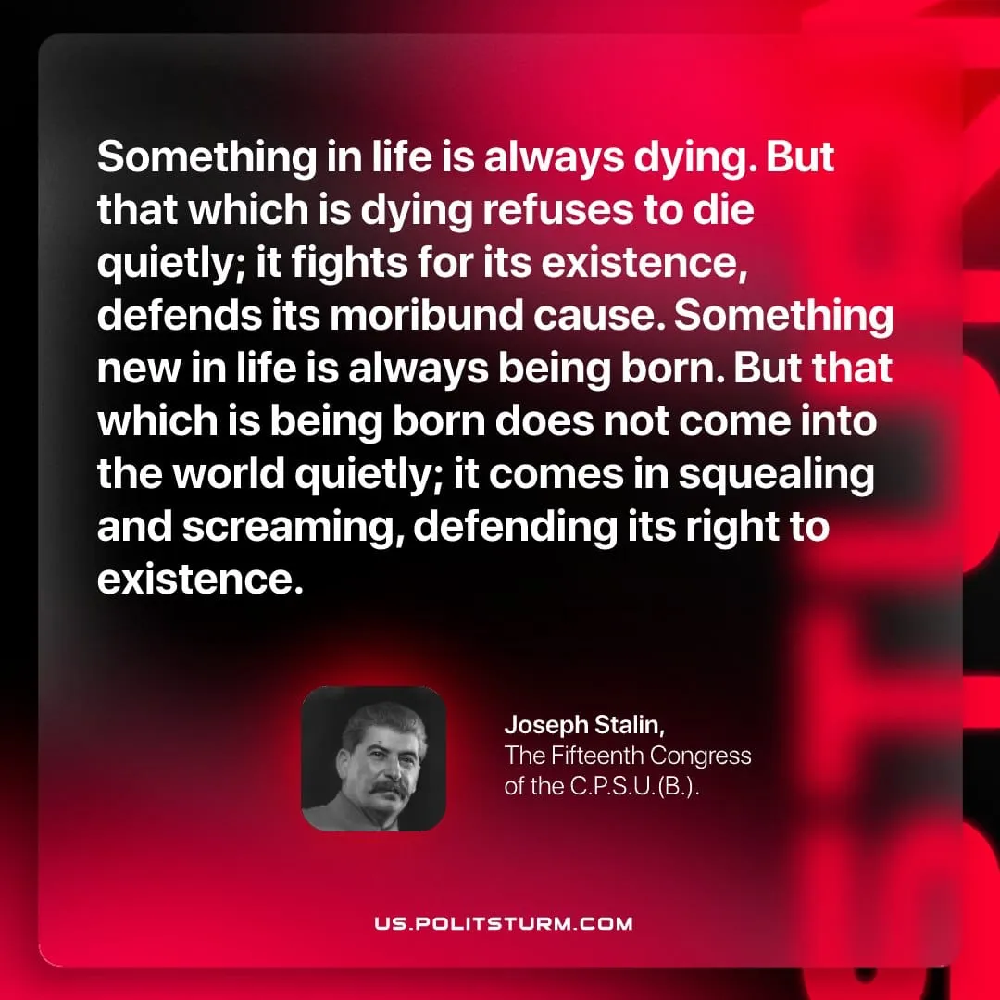 Something in life is always dying. But
that which is dying refuses to die
quietly; it fights for its existence,
defends its moribund cause. Something
new in life is always being born. But that
which is being born does not come into
the world quietly; it comes in squealing
and screaming, defending its right to
existence.
Joseph Stalin,
The Fifteenth Congress
of the C.P.S.U.(B.).
US.POLITSTURM.COM